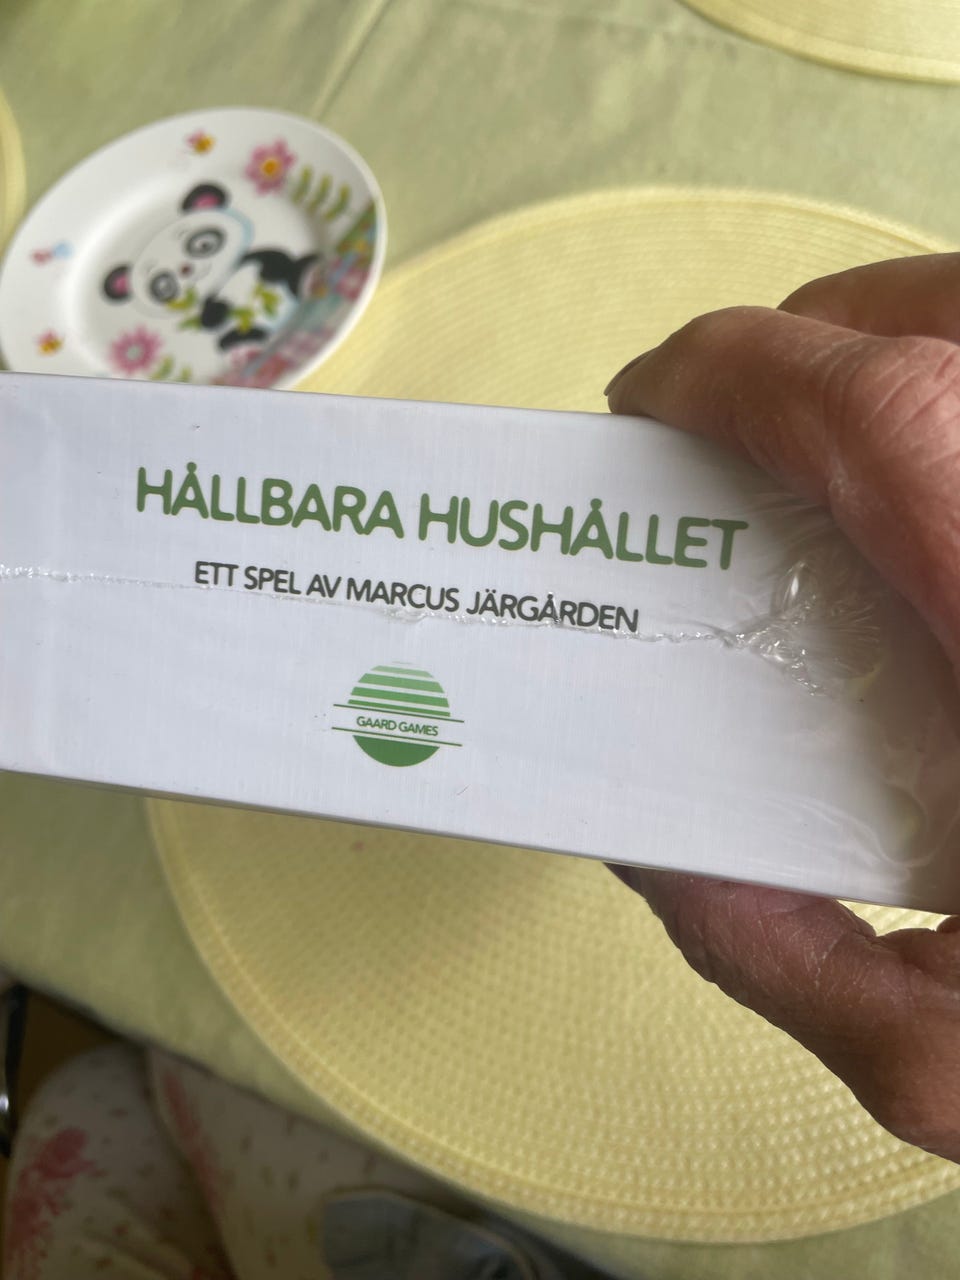 HÅLLBARA HUSHÅLLET
ETT SPEL AV MARCUS JÄRGÅRDEN
GAARD GAMES